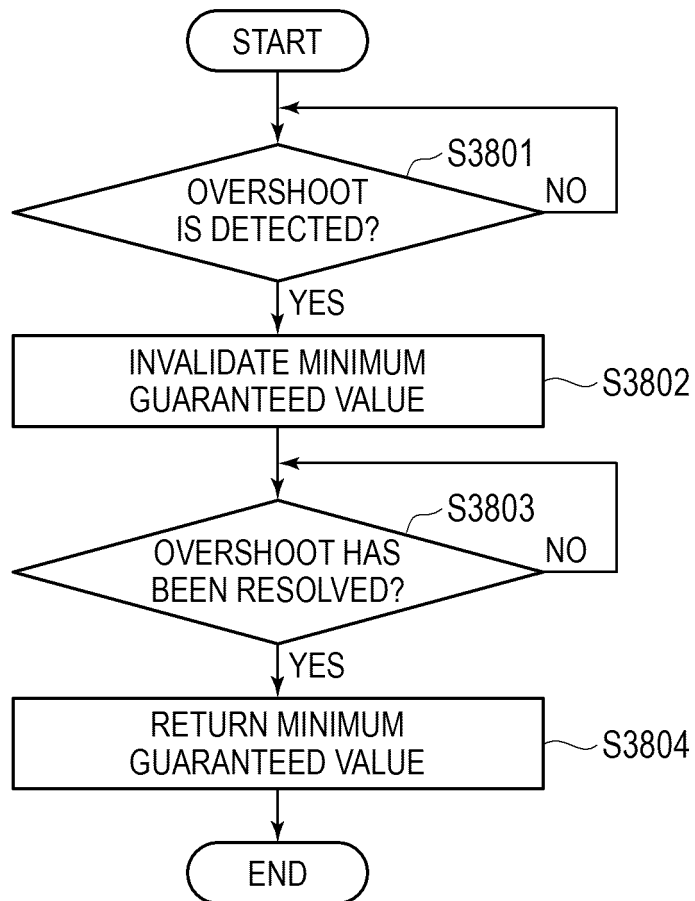 START
S3801
OVERSHOOT
IS DETECTED?
NO
YES
INVALIDATE MINIMUM
GUARANTEED VALUE
S3802
S3803
OVERSHOOT HAS
BEEN RESOLVED?
NO
YES
RETURN MINIMUM
GUARANTEED VALUE
S3804
END